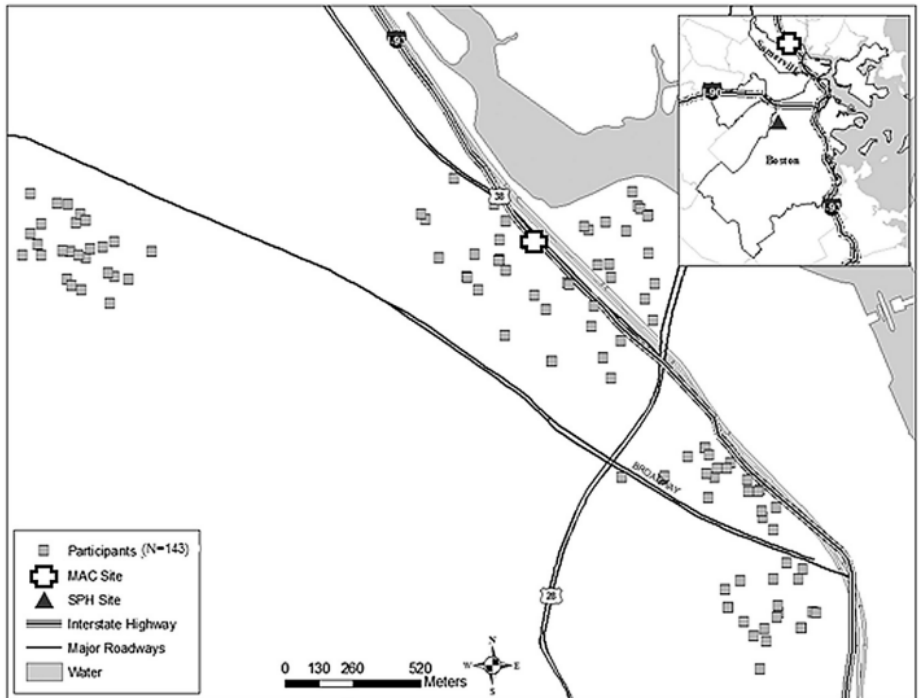 93
38
Somerville
90
Boston
93
BROADWAY
28
Participants (N=143)
MAC Site
SPH Site
Interstate Highway
Major Roadways
Water
0 130 260 520
Meters
N
W E
S